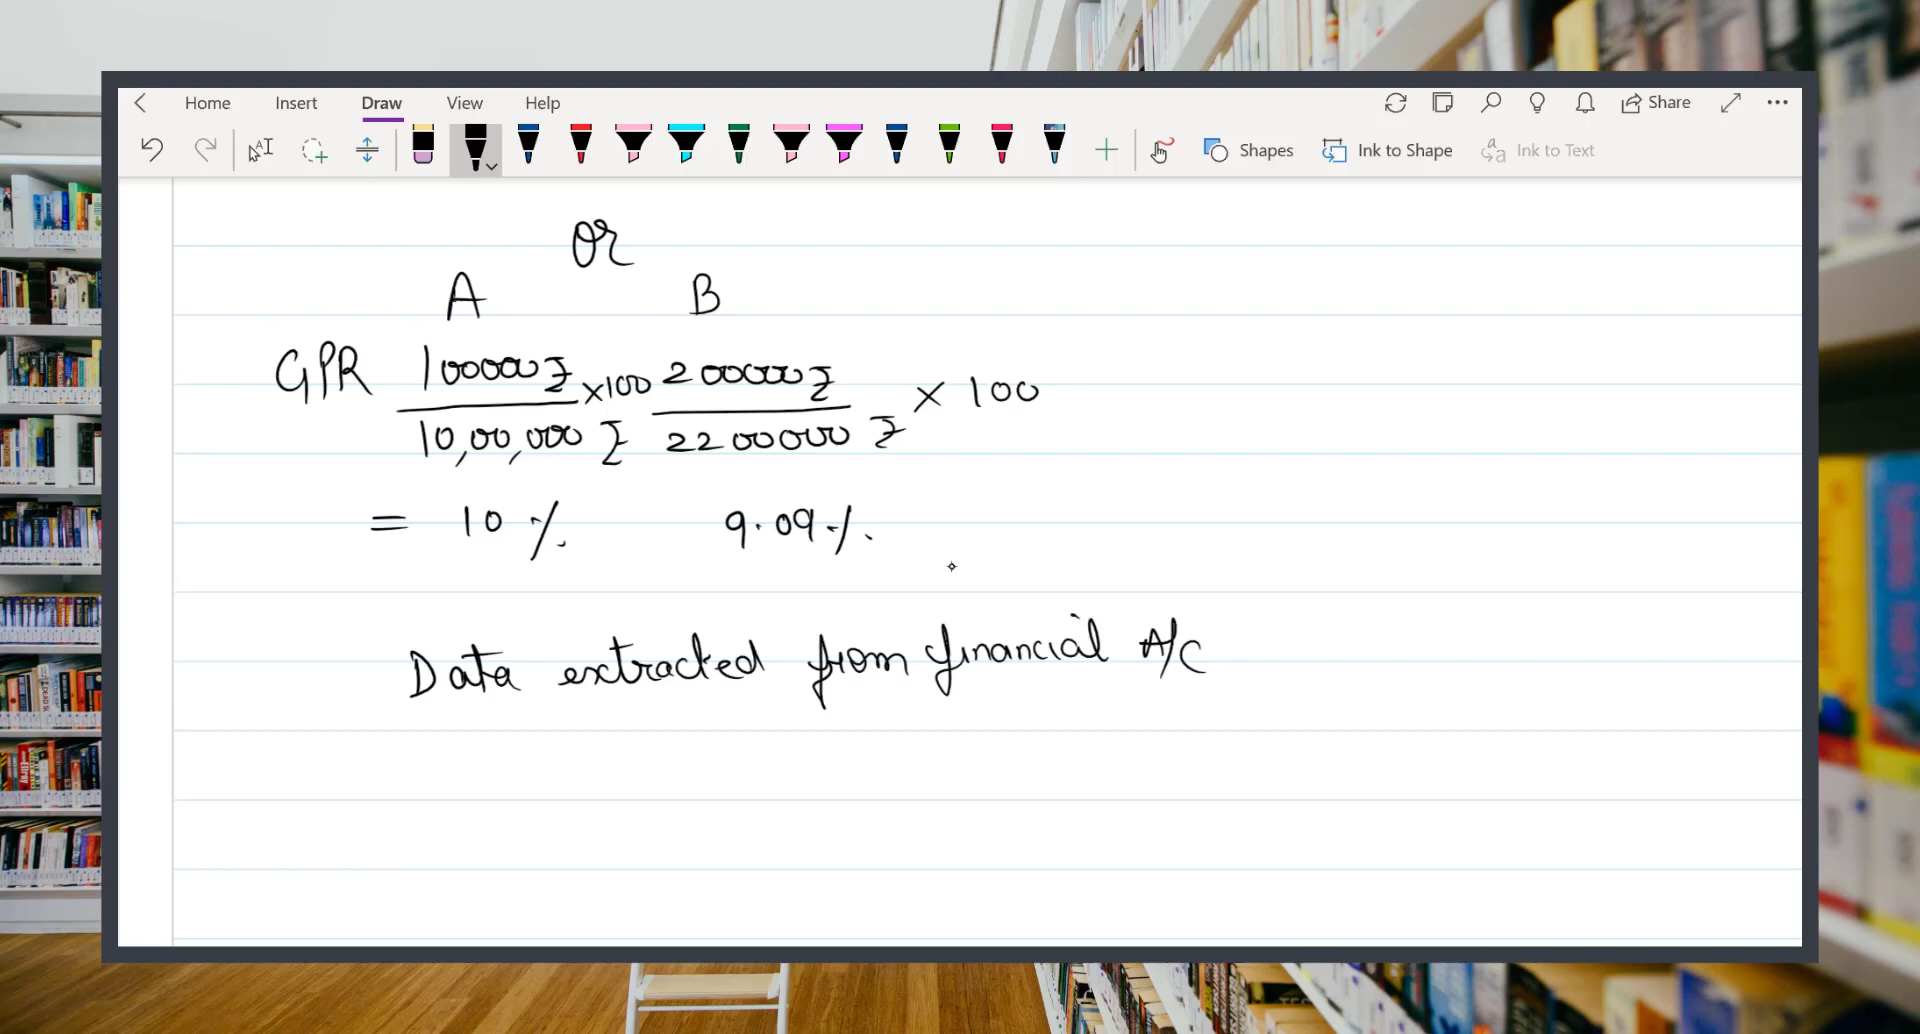 Home Insert Draw View Help Share
Shapes Ink to Shape Ink to Text
or
A B
GPR 100000₹ ×100 200000₹ × 100
10,00,000₹ 2200000₹
= 10% 9.09%.
Data extracted from financial A/C